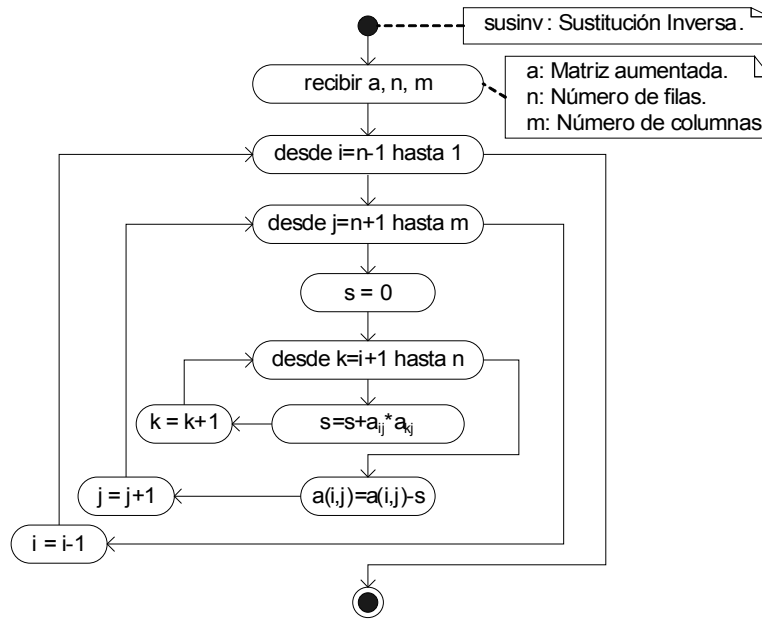 susinv: Sustitución Inversa.
recibir a, n, m
a: Matriz aumentada.
n: Número de filas.
m: Número de columnas
desde i=n-1 hasta 1
desde j=n+1 hasta m
s = 0
desde k=i+1 hasta n
k = k+1
s=s+aij*akj
j = j+1
a(i,j)=a(i,j)-s
i = i-1